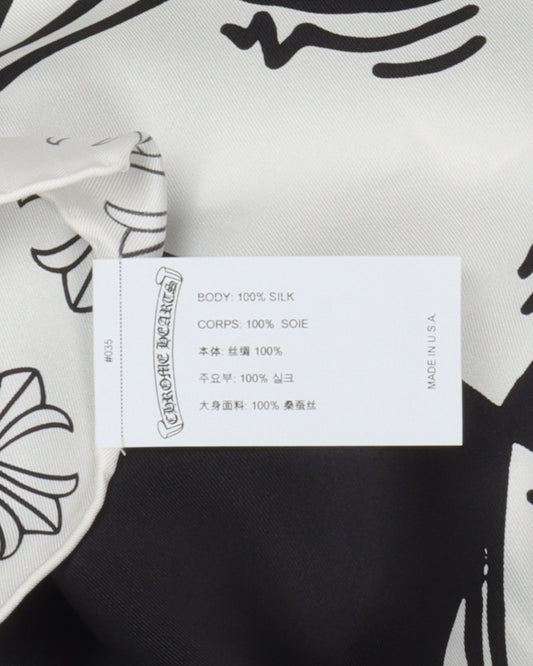 #035
CHROME HEARTS
BODY: 100% SILK
CORPS: 100% SOIE
本体: 丝绸 100%
主요부: 100% 실크
大身面料: 100% 桑蚕丝
MADE IN U.S.A.